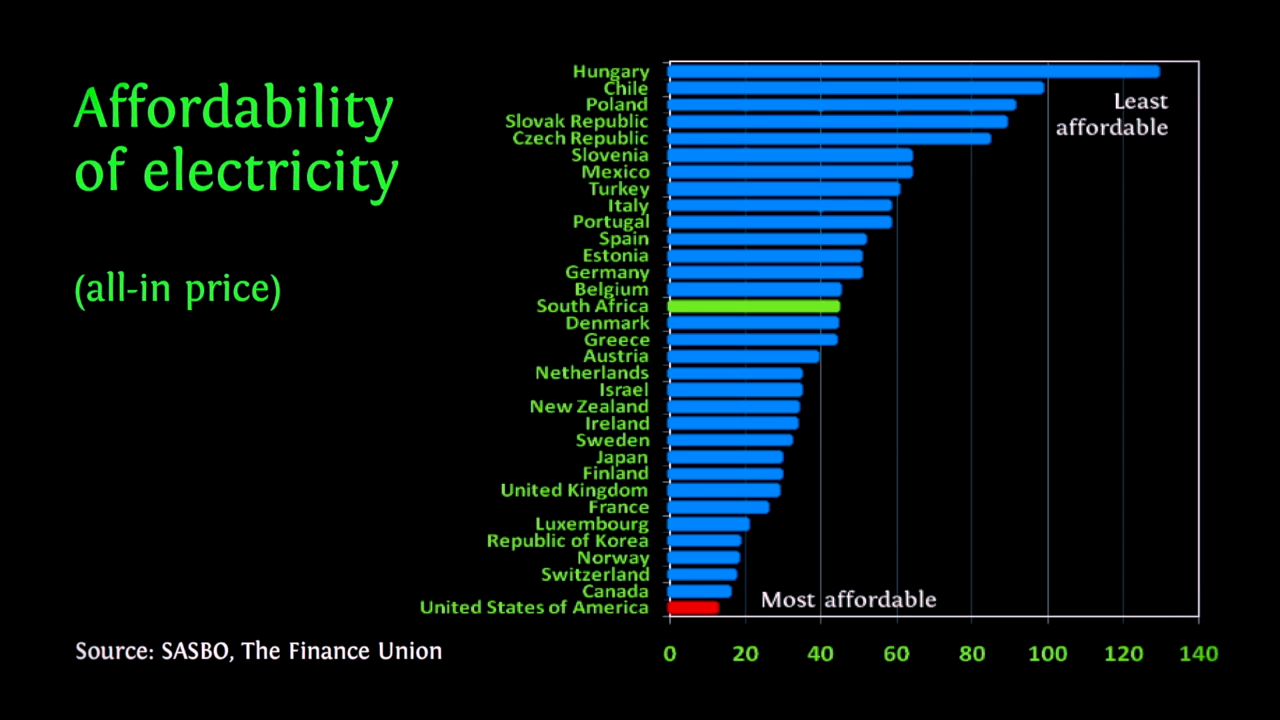 Affordability
of electricity
(all-in price)
Hungary
Chile
Poland
Slovak Republic
Czech Republic
Slovenia
Mexico
Turkey
Italy
Portugal
Spain
Estonia
Germany
Belgium
South Africa
Denmark
Greece
Austria
Netherlands
Israel
New Zealand
Ireland
Sweden
Japan
Finland
United Kingdom
France
Luxembourg
Republic of Korea
Norway
Switzerland
Canada
United States of America
Least
affordable
Most affordable
0 20 40 60 80 100 120 140
Source: SASBO, The Finance Union